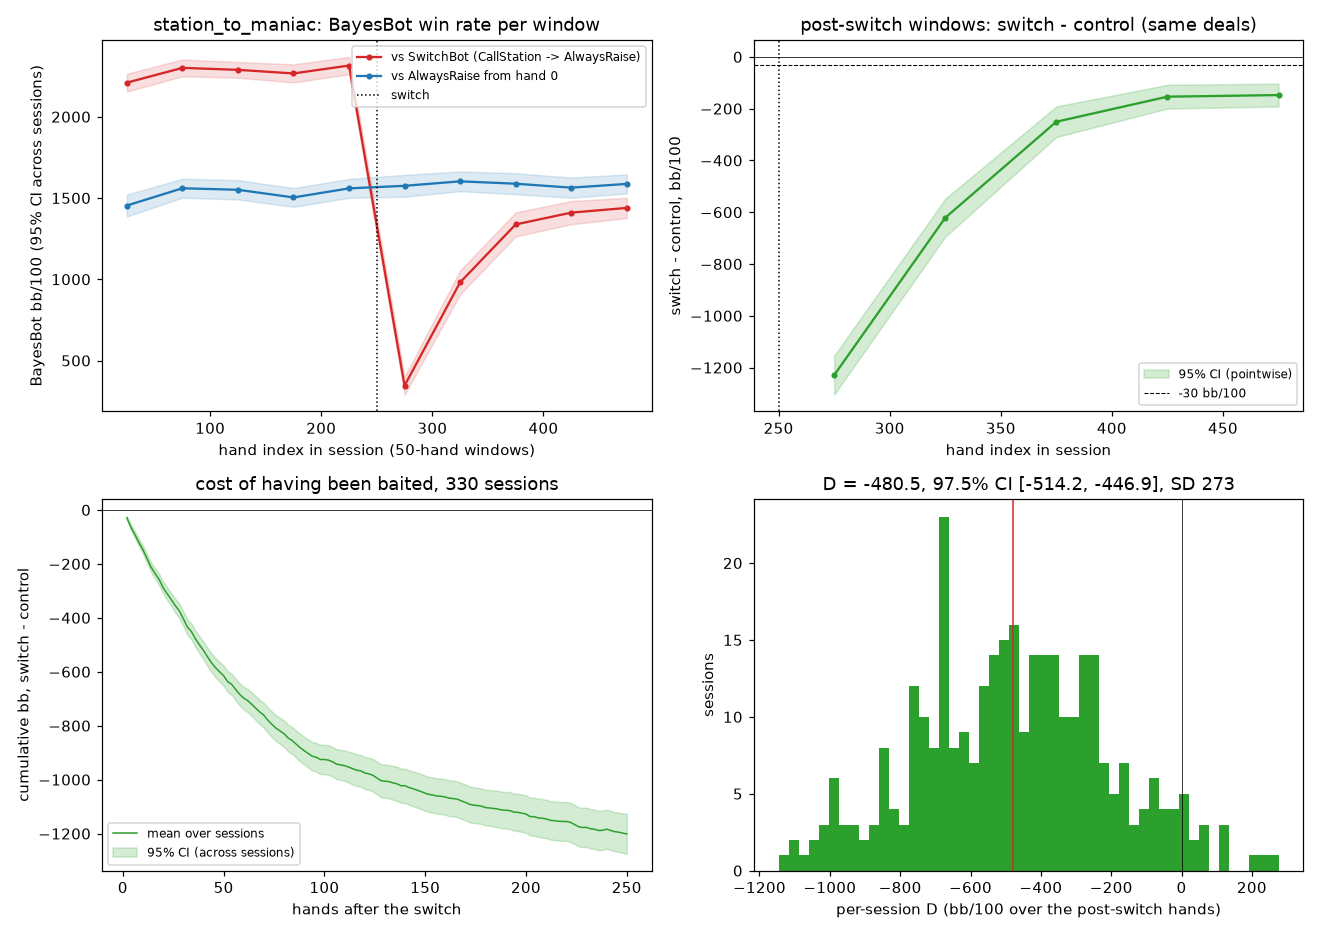 station_to_maniac: BayesBot win rate per window
BayesBot bb/100 (95% CI across sessions)
2000
1500
1000
500
vs SwitchBot (CallStation -> AlwaysRaise)
vs AlwaysRaise from hand 0
switch
100
200
300
400
hand index in session (50-hand windows)
post-switch windows: switch - control (same deals)
switch - control, bb/100
0
−200
−400
−600
−800
−1000
−1200
95% CI (pointwise)
-30 bb/100
250
300
350
400
450
hand index in session
cost of having been baited, 330 sessions
cumulative bb, switch - control
0
−200
−400
−600
−800
−1000
−1200
mean over sessions
95% CI (across sessions)
0
50
100
150
200
250
hands after the switch
D = -480.5, 97.5% CI [-514.2, -446.9], SD 273
sessions
20
15
10
5
0
−1200
−1000
−800
−600
−400
−200
0
200
per-session D (bb/100 over the post-switch hands)